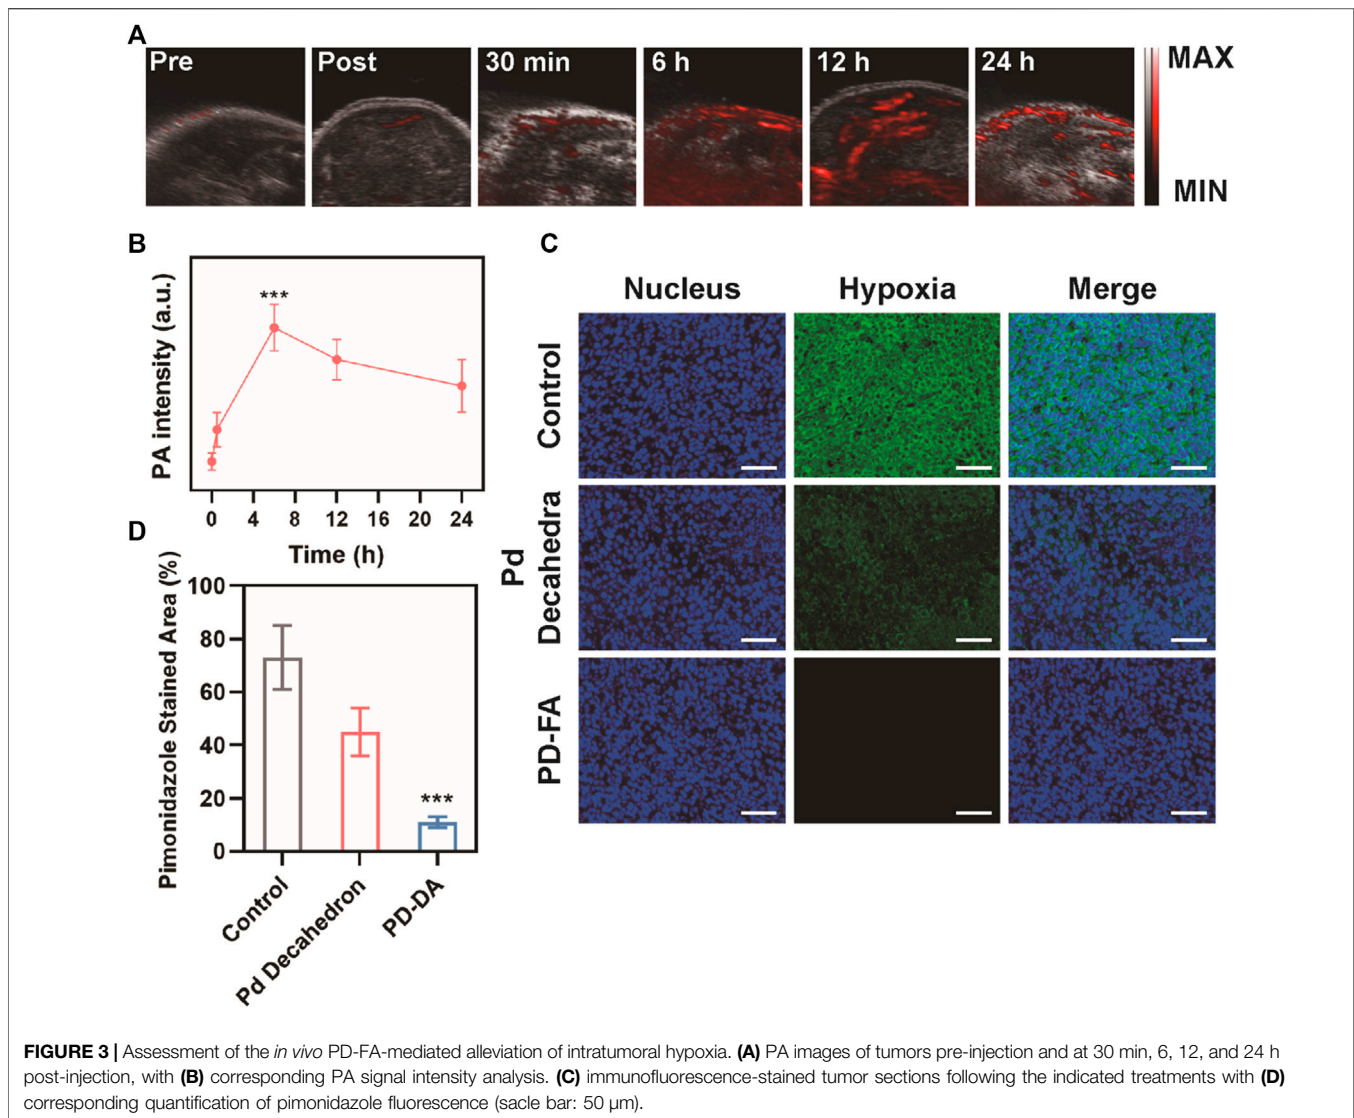 A
Pre
Post
30 min
6 h
12 h
24 h
MAX
MIN
B
PA intensity (a.u.)
***
0 4 8 12 16 20 24
Time (h)
C
Nucleus
Hypoxia
Merge
Control
Pd
Decahedra
PD-FA
D
Pimonidazole Stained Area (%)
100
80
60
40
20
0
***
Control
Pd Decahedron
PD-DA
FIGURE 3 | Assessment of the in vivo PD-FA-mediated alleviation of intratumoral hypoxia. (A) PA images of tumors pre-injection and at 30 min, 6, 12, and 24 h
post-injection, with (B) corresponding PA signal intensity analysis. (C) immunofluorescence-stained tumor sections following the indicated treatments with (D)
corresponding quantification of pimonidazole fluorescence (sacle bar: 50 µm).